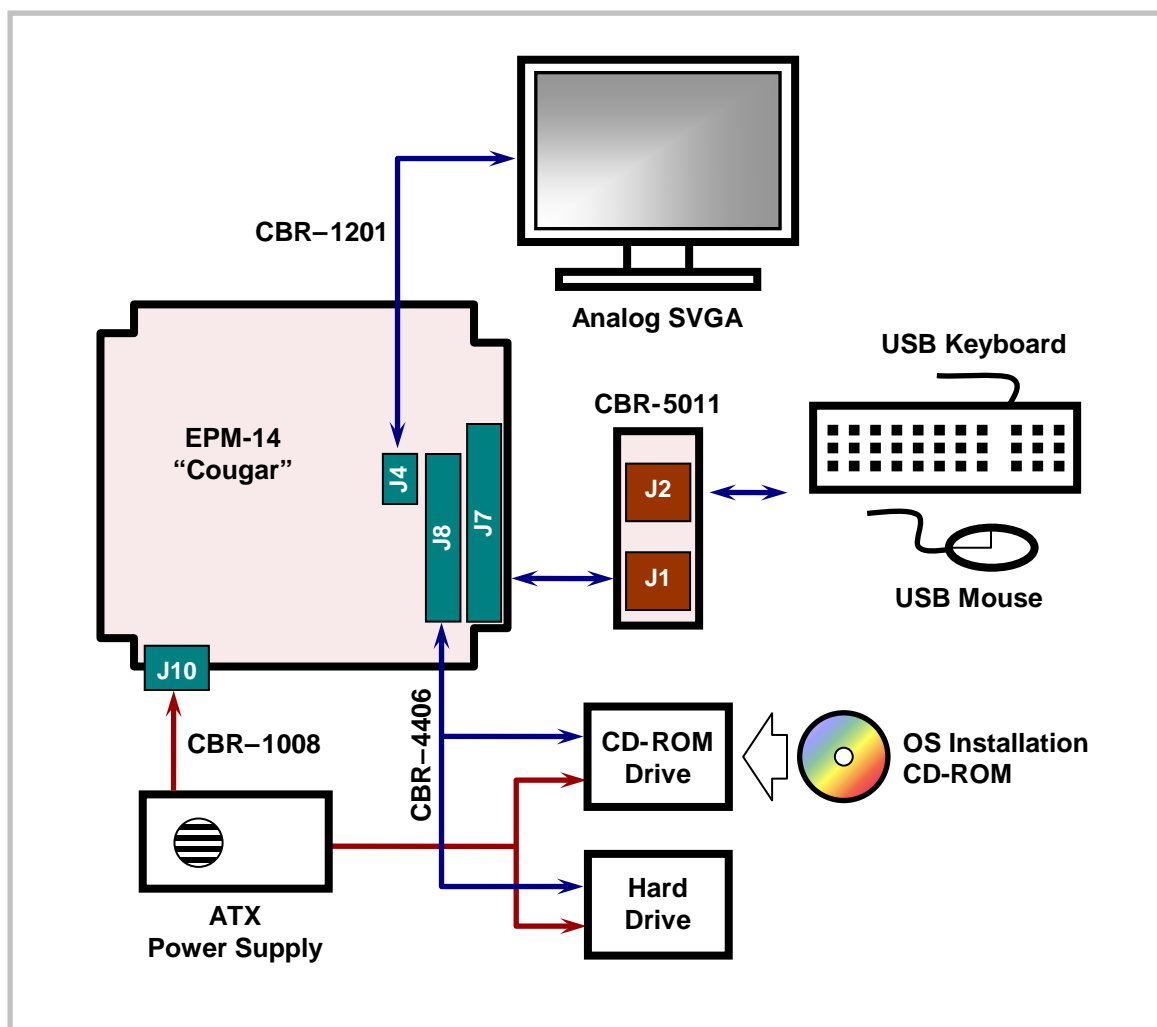 CBR–1201
Analog SVGA
USB Keyboard
CBR-5011
EPM-14
“Cougar”
J4
J8
J7
J2
J1
USB Mouse
J10
CBR–1008
CBR–4406
CD-ROM
Drive
OS Installation
CD-ROM
Hard
Drive
ATX
Power Supply